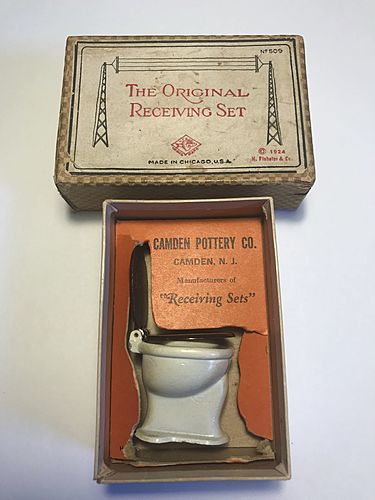 No 509
THE ORIGINAL
RECEIVING SET
MADE IN CHICAGO, U.S.A.
© 1924
H. Fishlove & Co.
CAMDEN POTTERY CO.
CAMDEN, N. J.
Manufacturers of
"Receiving Sets"